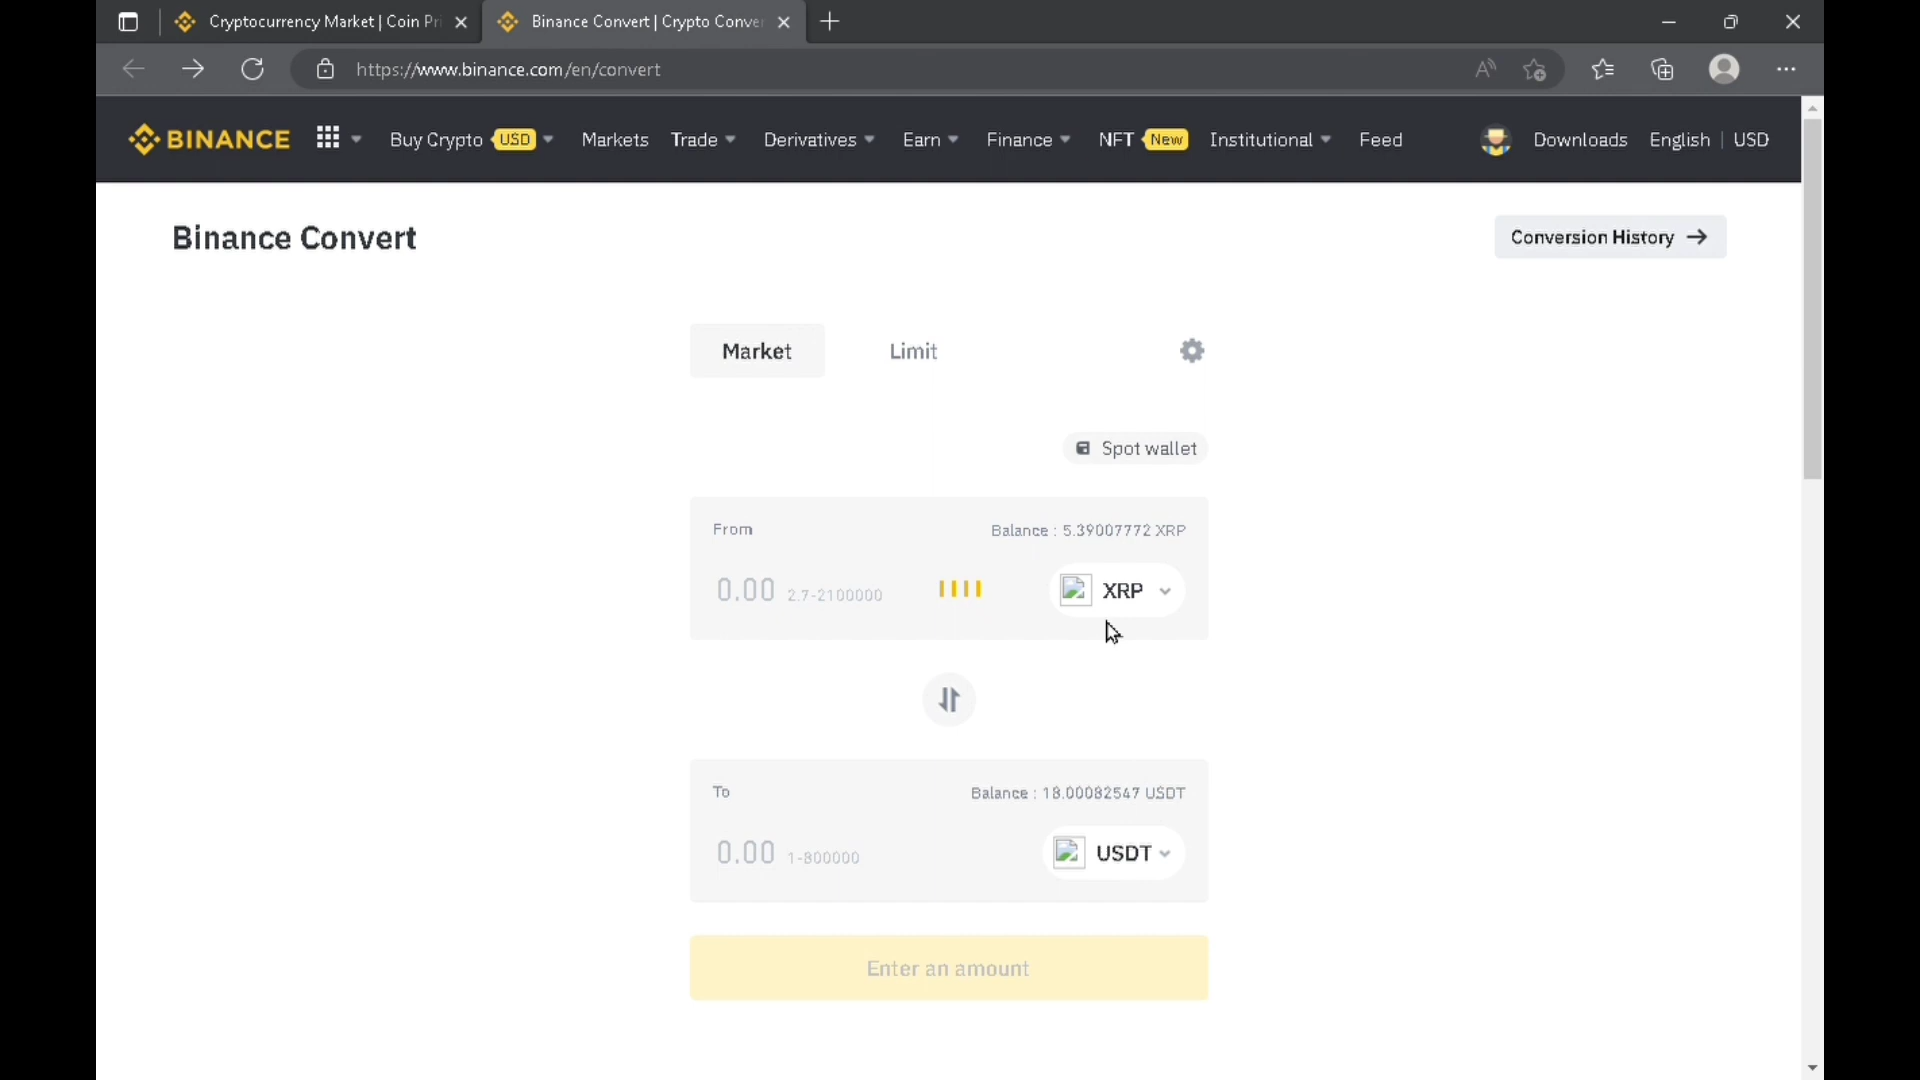 Cryptocurrency Market | Coin Pri
Binance Convert | Crypto Conve
https://www.binance.com/en/convert
BINANCE
Buy Crypto USD
Markets
Trade
Derivatives
Earn
Finance
NFT New
Institutional
Feed
Downloads
English
USD
Binance Convert
Conversion History →
Market
Limit
Spot wallet
From
Balance : 5.39007772 XRP
0.00 2.7-2100000
XRP
To
Balance : 18.00082547 USDT
0.00 1-800000
USDT
Enter an amount